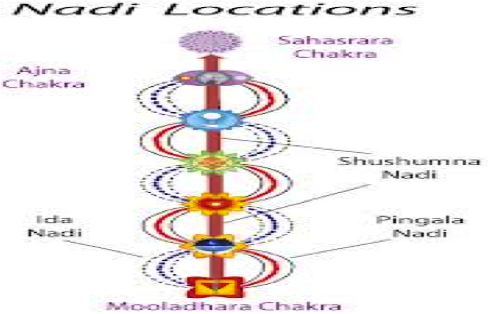 Nadi Locations
Sahasrara
Chakra
Ajna
Chakra
Shushumna
Nadi
Ida
Nadi
Pingala
Nadi
Mooladhara Chakra